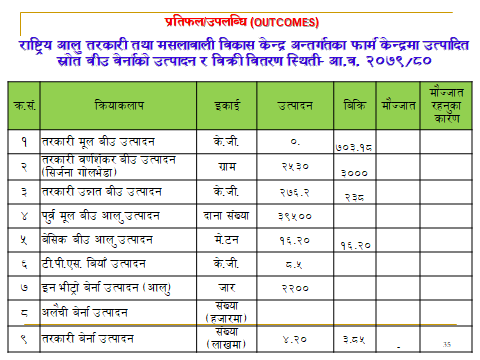 प्रतिफल/उपलब्धि (OUTCOMES)
राष्ट्रिय आलु तरकारी तथा मसलाबाली विकास केन्द्र अन्तर्गतका फार्म केन्द्रमा उत्पादित
स्रोत बीउ बेर्नाको उत्पादन र बिक्री वितरण स्थिती- आ.ब. २०७९/८०
क.सं. क्रियाकलाप इकाई उत्पादन बिक्रि मौज्जात मौज्जात रहनुका कारण
१ तरकारी मूल बीउ उत्पादन के.जी. ०. ७०३.१८
२ तरकारी वर्णशंकर बीउ उत्पादन (सिर्जना गोलभेंडा) ग्राम २५३० ३०००
३ तरकारी उन्नत बीउ उत्पादन के.जी. २७६.२ २३८
४ पुर्व मूल बीउ आलु उत्पादन दाना संख्या ३९५००
५ बेसिक बीउ आलु उत्पादन मे.टन १६.२० १६.२०
६ टी.पी.एस. बियाँ उत्पादन के.जी. ८.५
७ इन भीट्रो बेर्ना उत्पादन (आलु) जार २२००
८ अलैंची बेर्ना उत्पादन संख्या (हजारमा)
९ तरकारी बेर्ना उत्पादन संख्या (लाखमा) ४.२० ३.८५ -
35